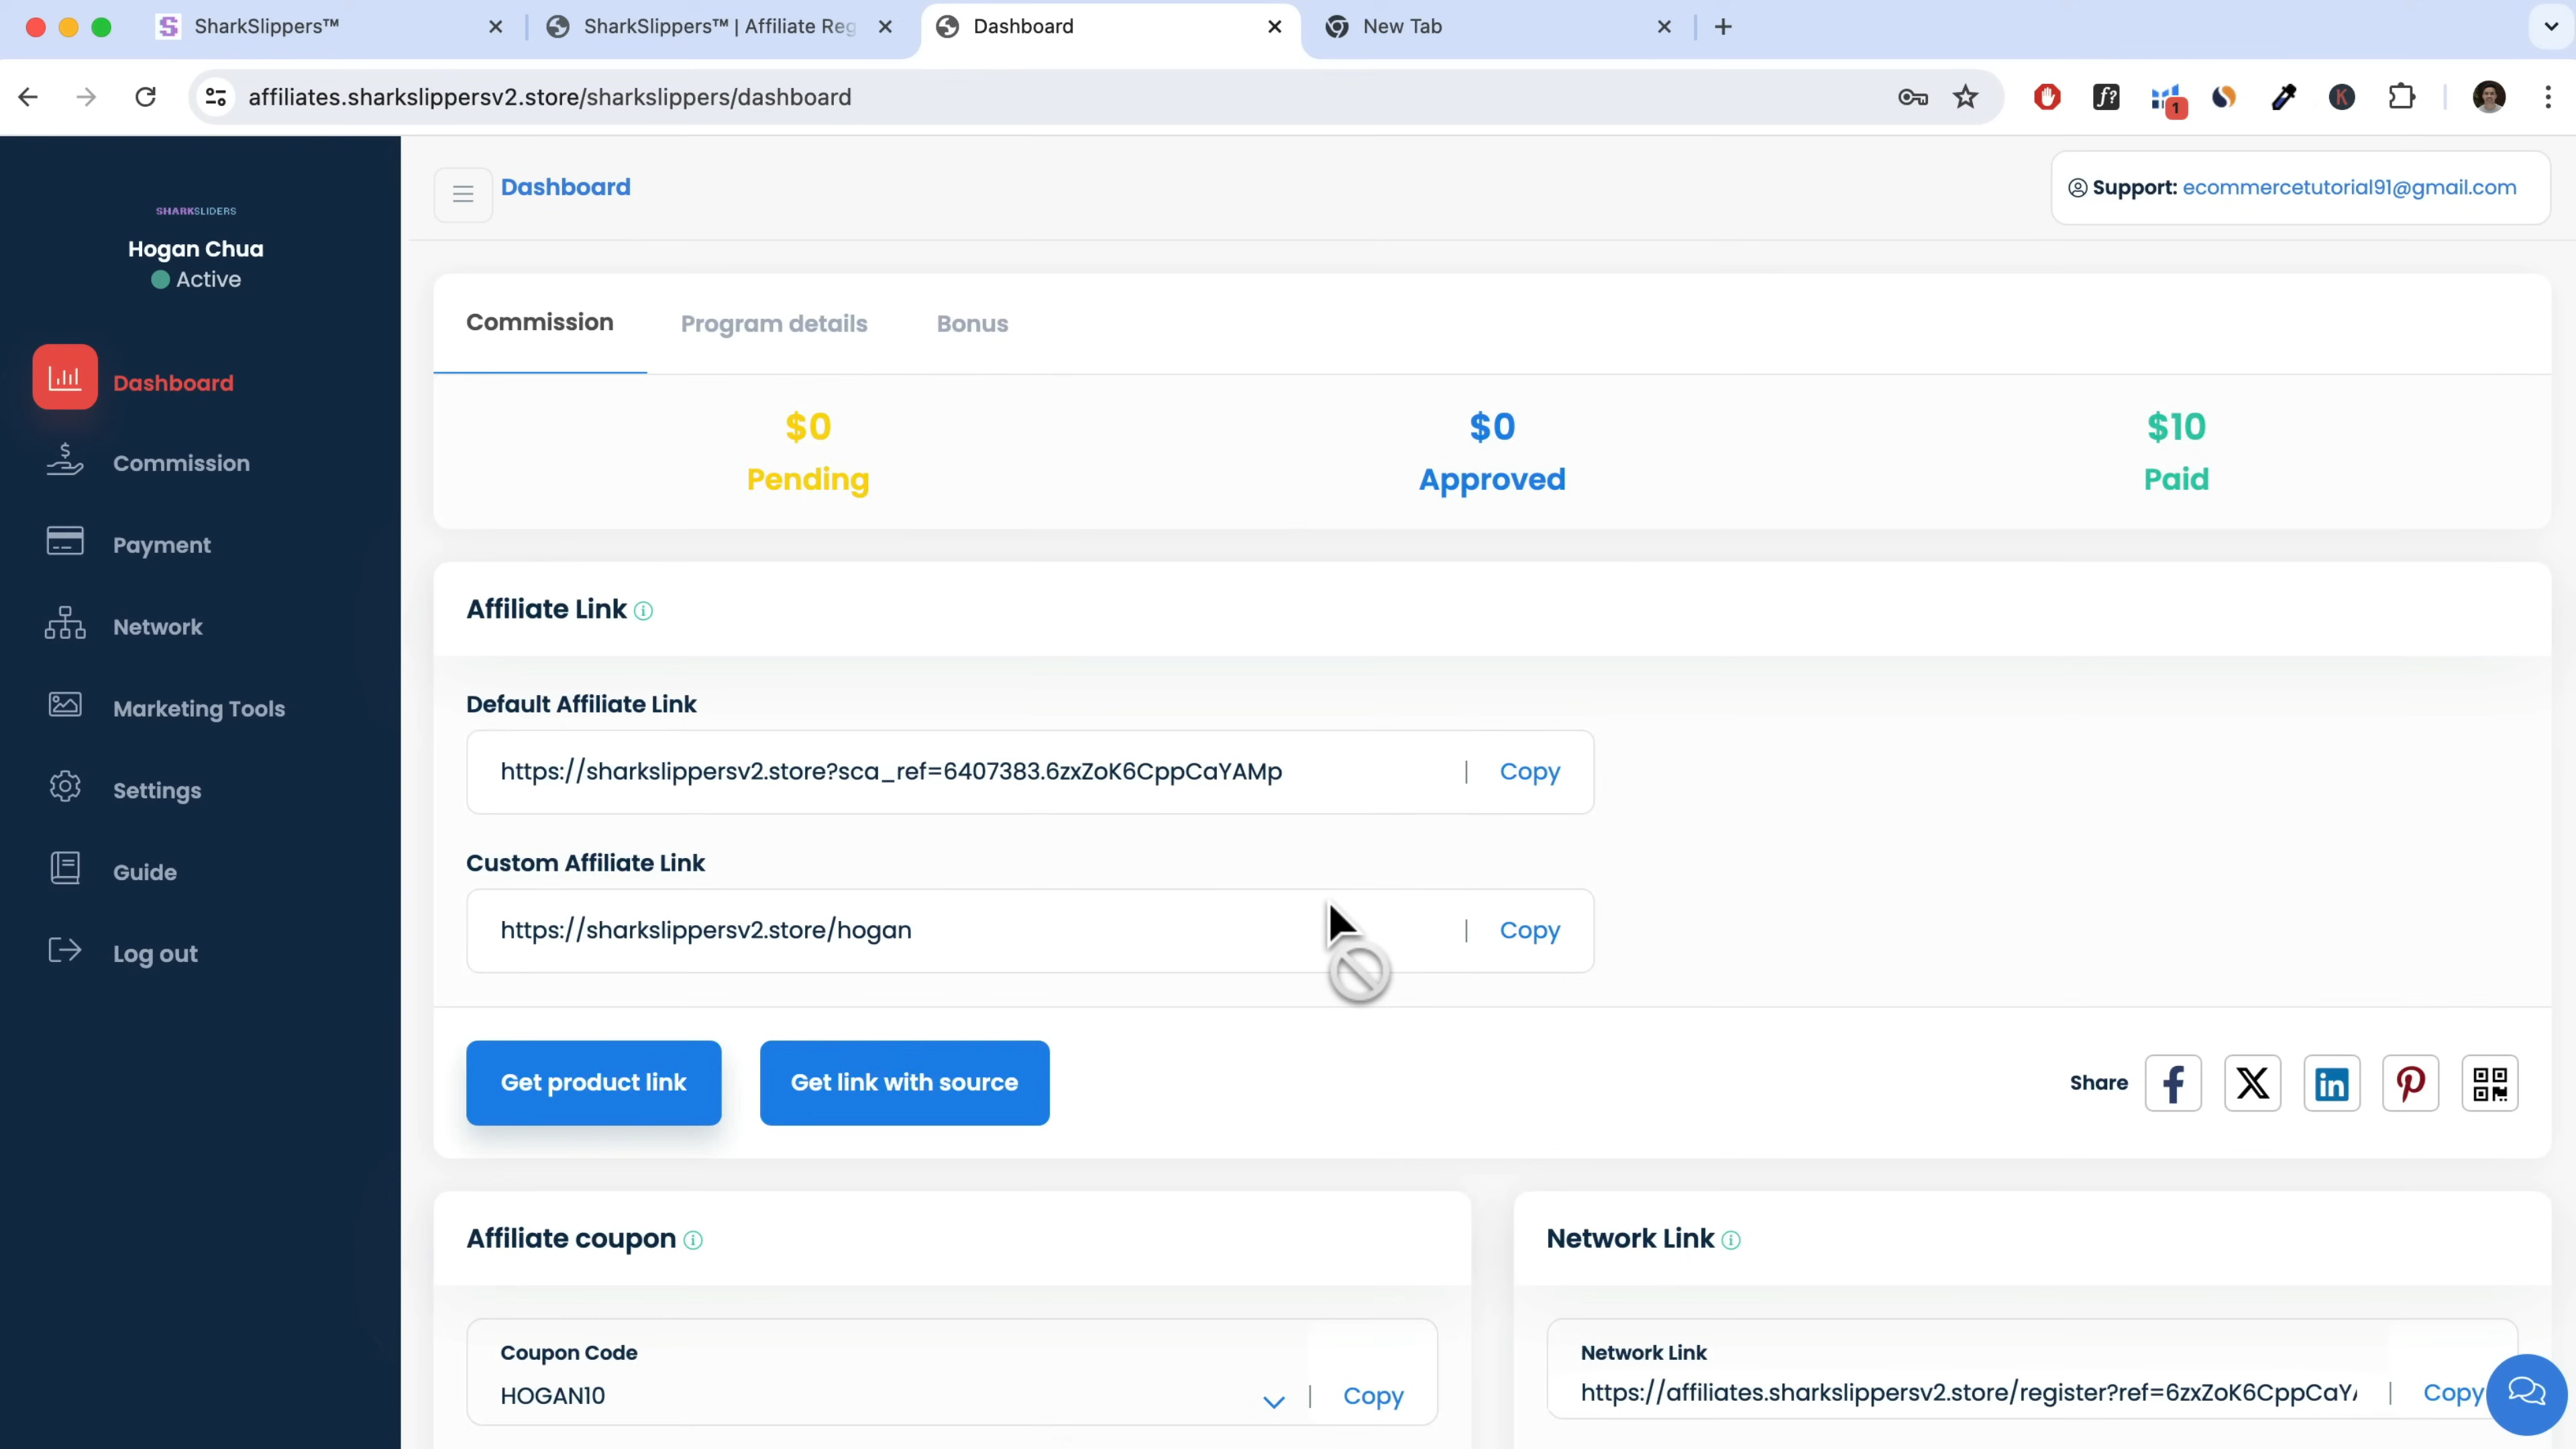 SharkSlippers™
SharkSlippers™ | Affiliate Reg
Dashboard
New Tab
affiliates.sharkslippersv2.store/sharkslippers/dashboard
f?
1
K
SHARKSLIDERS
Hogan Chua
Active
Dashboard
Commission
Payment
Network
Marketing Tools
Settings
Guide
Log out
Dashboard
Support: ecommercetutorial91@gmail.com
Commission
Program details
Bonus
$0
Pending
$0
Approved
$10
Paid
Affiliate Link
Default Affiliate Link
https://sharkslippersv2.store?sca_ref=6407383.6zxZoK6CppCaYAMp | Copy
Custom Affiliate Link
https://sharkslippersv2.store/hogan | Copy
Get product link
Get link with source
Share
Affiliate coupon
Coupon Code
HOGAN10 | Copy
Network Link
Network Link
https://affiliates.sharkslippersv2.store/register?ref=6zxZoK6CppCaY | Copy